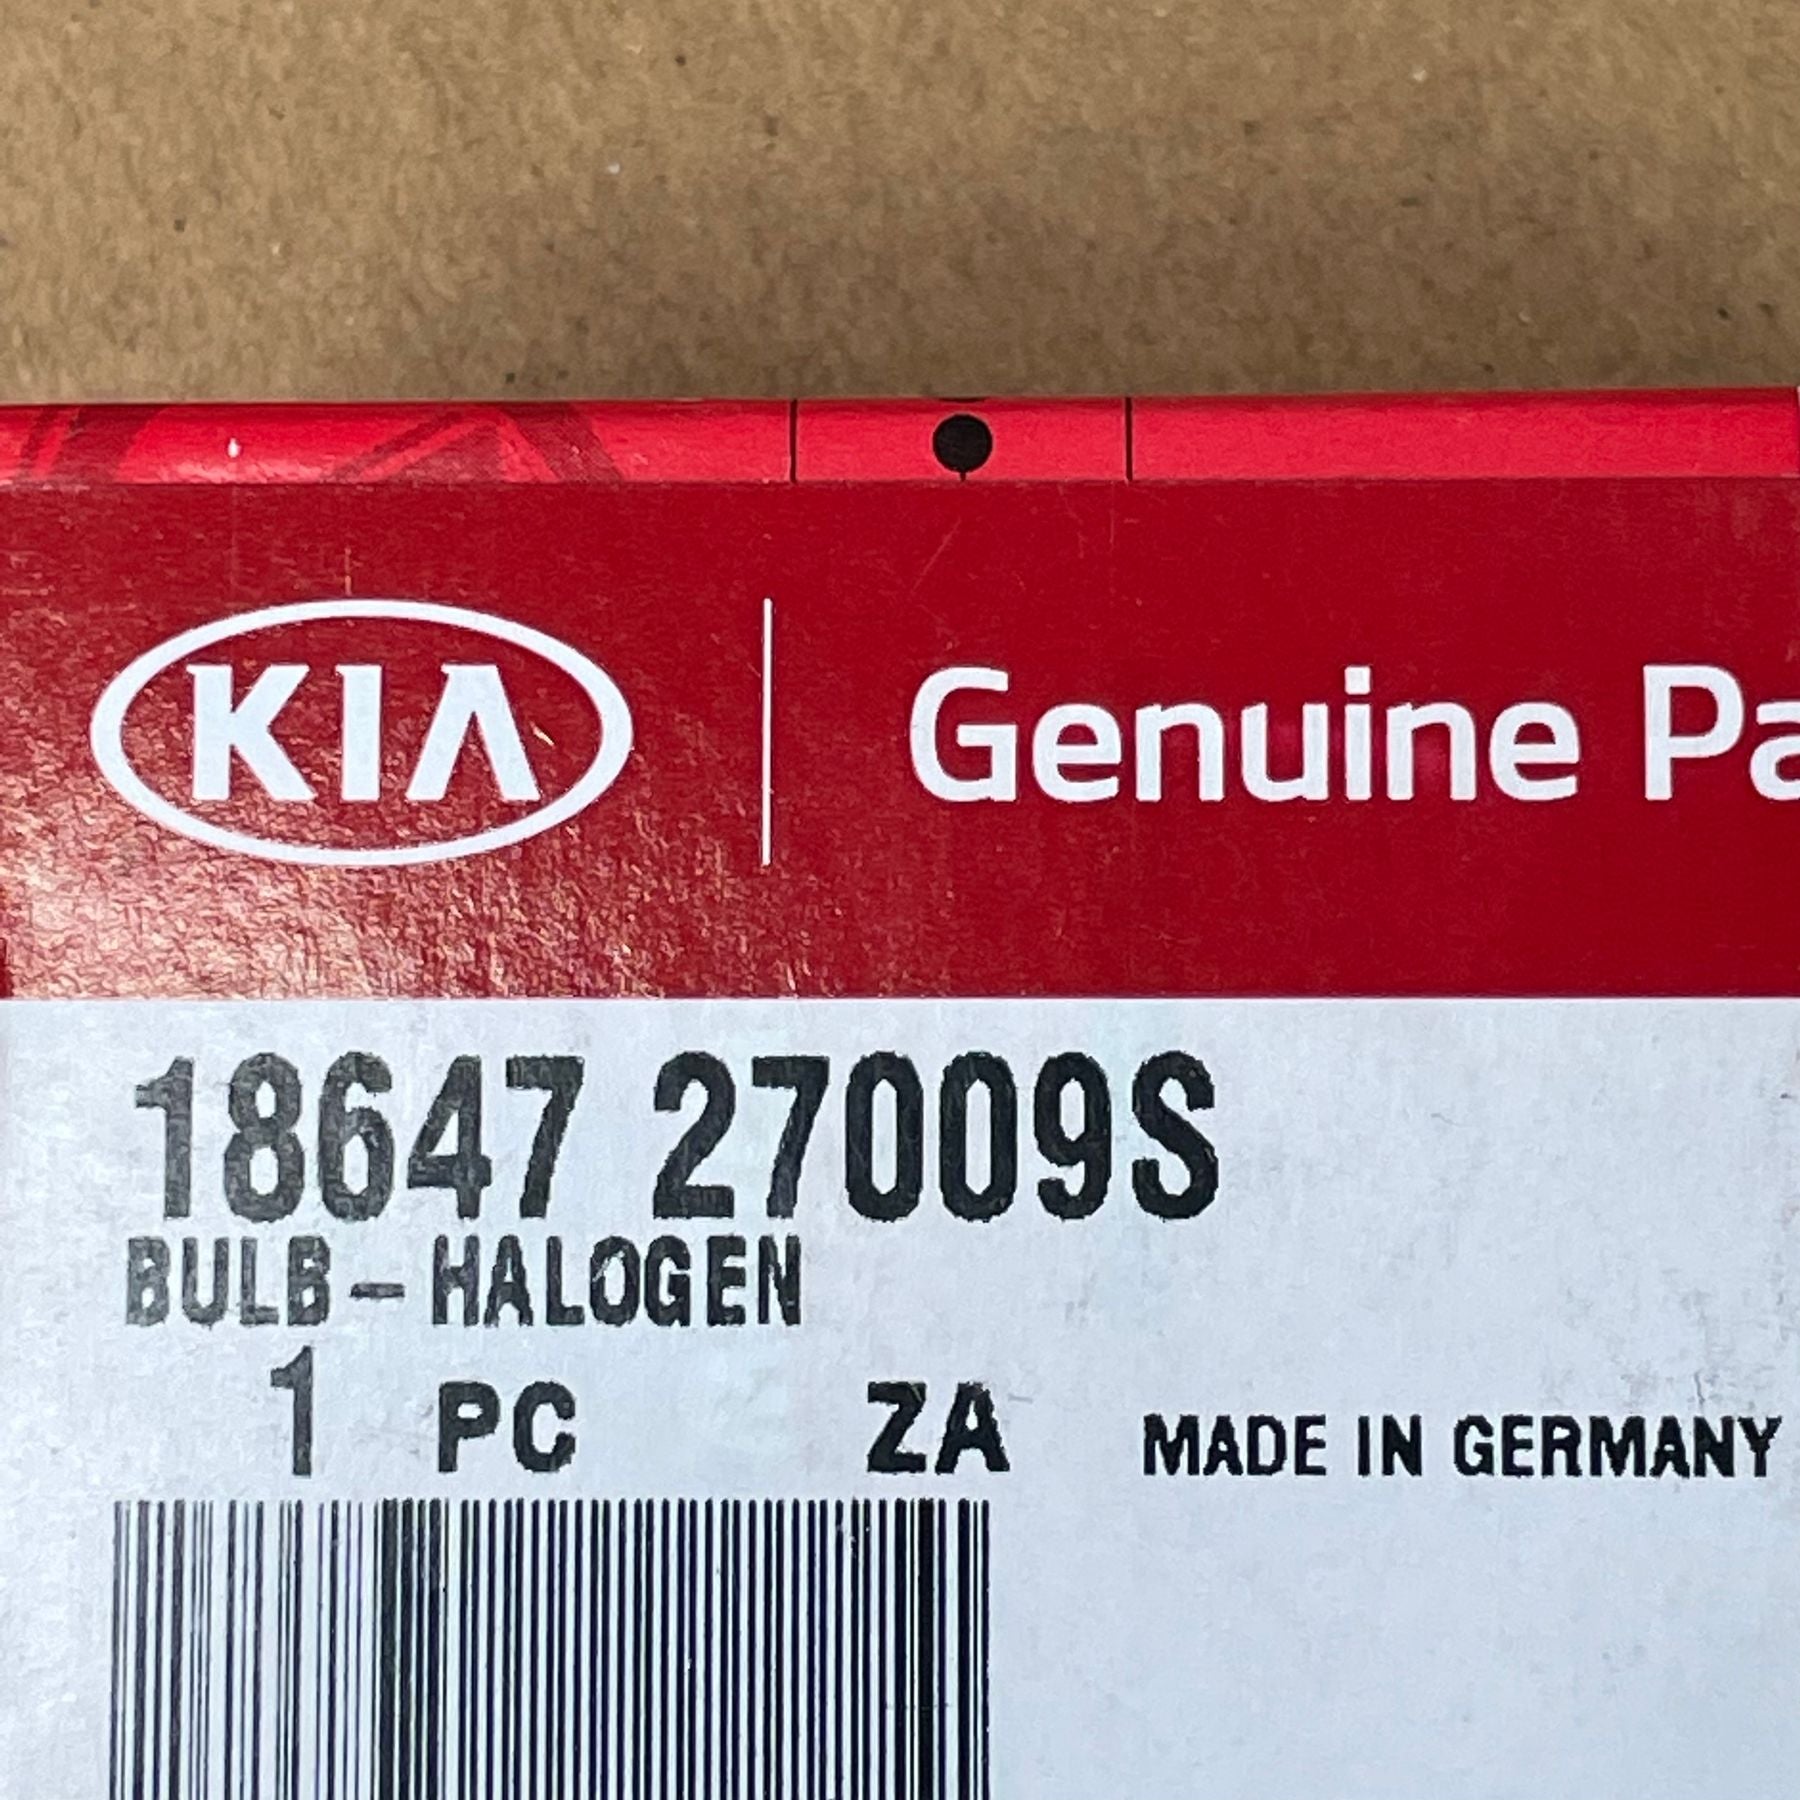 KIA Genuine Pa
18647 27009S
BULB-HALOGEN
1 PC ZA MADE IN GERMANY